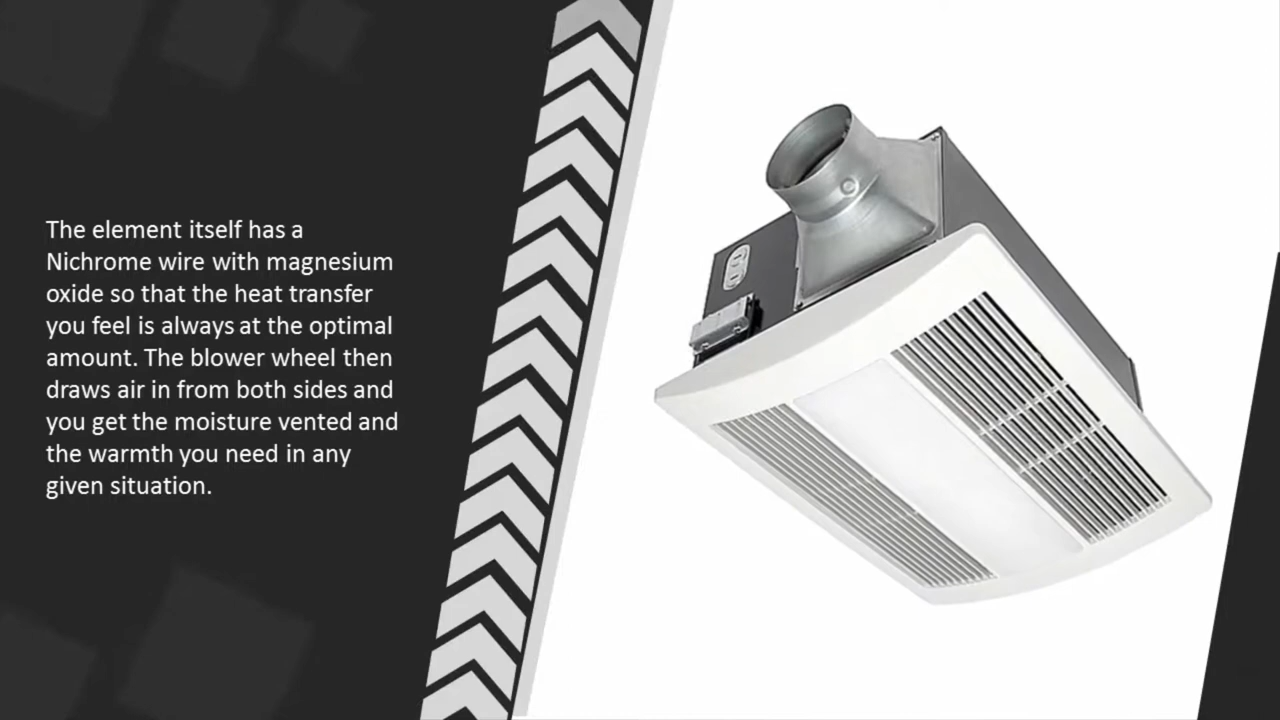 The element itself has a
Nichrome wire with magnesium
oxide so that the heat transfer
you feel is always at the optimal
amount. The blower wheel then
draws air in from both sides and
you get the moisture vented and
the warmth you need in any
given situation.